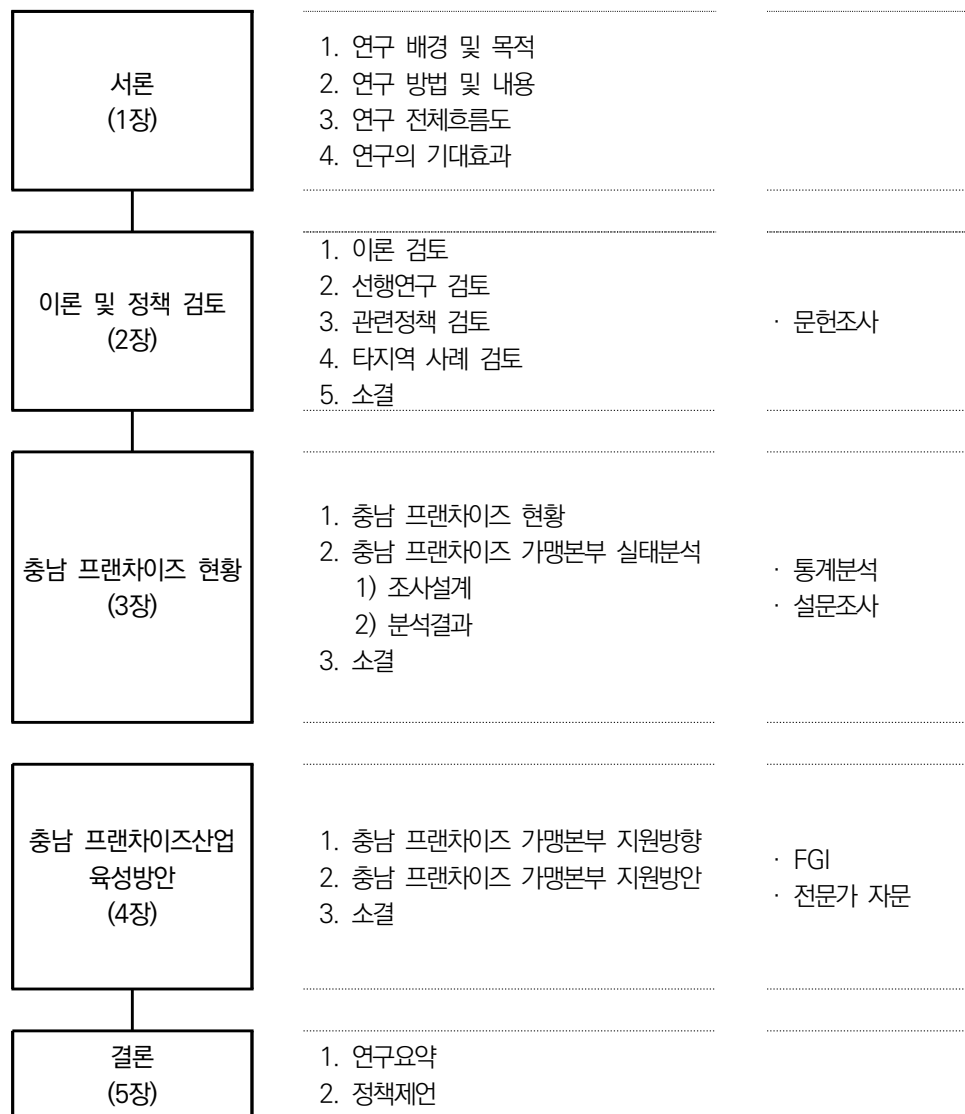 서론
(1장)
1. 연구 배경 및 목적
2. 연구 방법 및 내용
3. 연구 전체흐름도
4. 연구의 기대효과
이론 및 정책 검토
(2장)
1. 이론 검토
2. 선행연구 검토
3. 관련정책 검토
4. 타지역 사례 검토
5. 소결
· 문헌조사
충남 프랜차이즈 현황
(3장)
1. 충남 프랜차이즈 현황
2. 충남 프랜차이즈 가맹본부 실태분석
1) 조사설계
2) 분석결과
3. 소결
· 통계분석
· 설문조사
충남 프랜차이즈산업
육성방안
(4장)
1. 충남 프랜차이즈 가맹본부 지원방향
2. 충남 프랜차이즈 가맹본부 지원방안
3. 소결
· FGI
· 전문가 자문
결론
(5장)
1. 연구요약
2. 정책제언